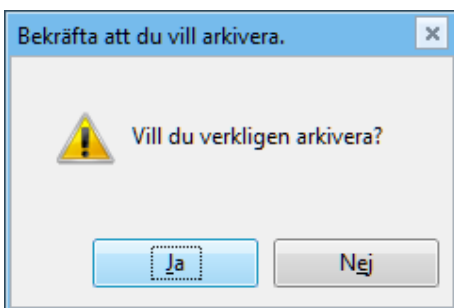 Bekräfta att du vill arkivera.
Vill du verkligen arkivera?
Ja
Nej